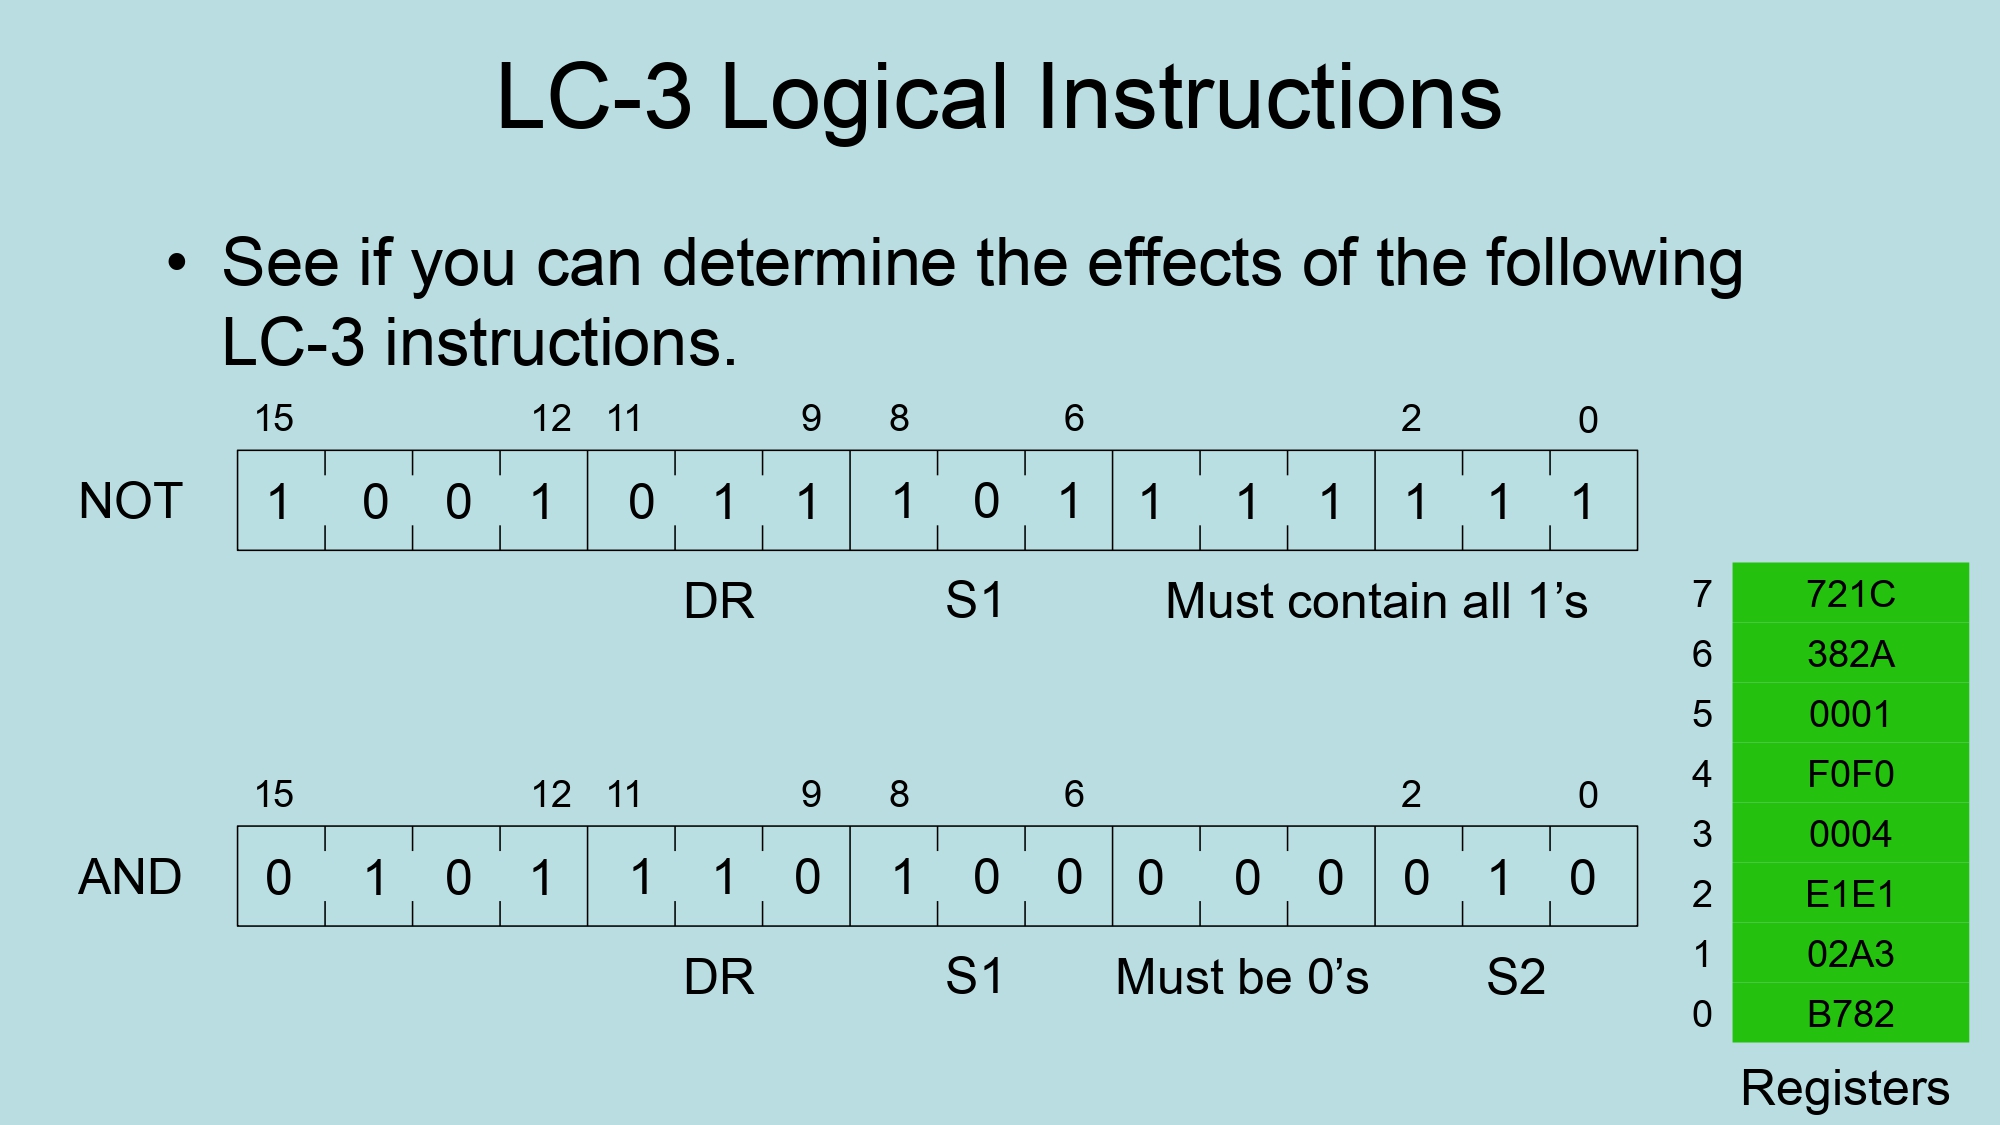 LC-3 Logical Instructions
• See if you can determine the effects of the following
LC-3 instructions.
15 12 11 9 8 6 2 0
NOT 1 0 0 1 0 1 1 1 0 1 1 1 1 1 1 1
DR S1 Must contain all 1’s
15 12 11 9 8 6 2 0
AND 0 1 0 1 1 1 0 1 0 0 0 0 0 0 1 0
DR S1 Must be 0’s S2
7 721C
6 382A
5 0001
4 F0F0
3 0004
2 E1E1
1 02A3
0 B782
Registers